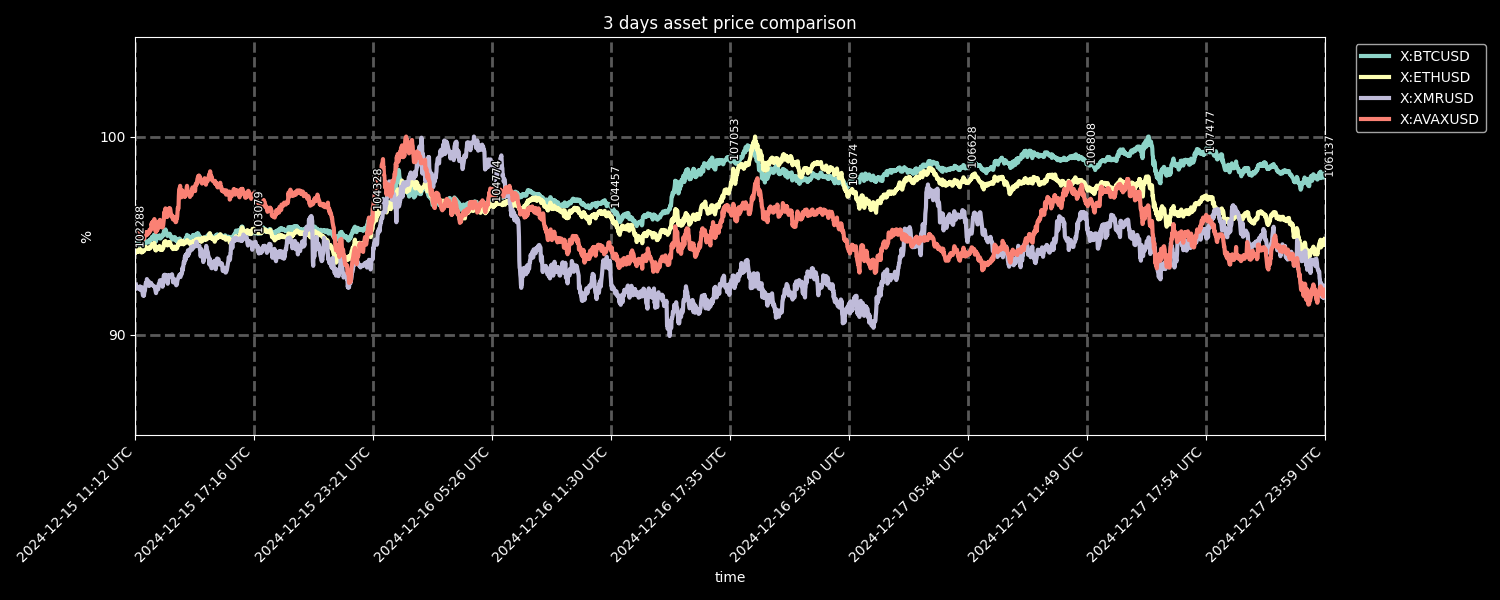 3 days asset price comparison
X:BTCUSD
X:ETHUSD
X:XMRUSD
X:AVAXUSD
100
90
%
102288
103079
104328
104774
104457
107053
105674
106628
106808
107477
106137
2024-12-15 11:12 UTC
2024-12-15 17:16 UTC
2024-12-15 23:21 UTC
2024-12-16 05:26 UTC
2024-12-16 11:30 UTC
2024-12-16 17:35 UTC
2024-12-16 23:40 UTC
2024-12-17 05:44 UTC
2024-12-17 11:49 UTC
2024-12-17 17:54 UTC
2024-12-17 23:59 UTC
time